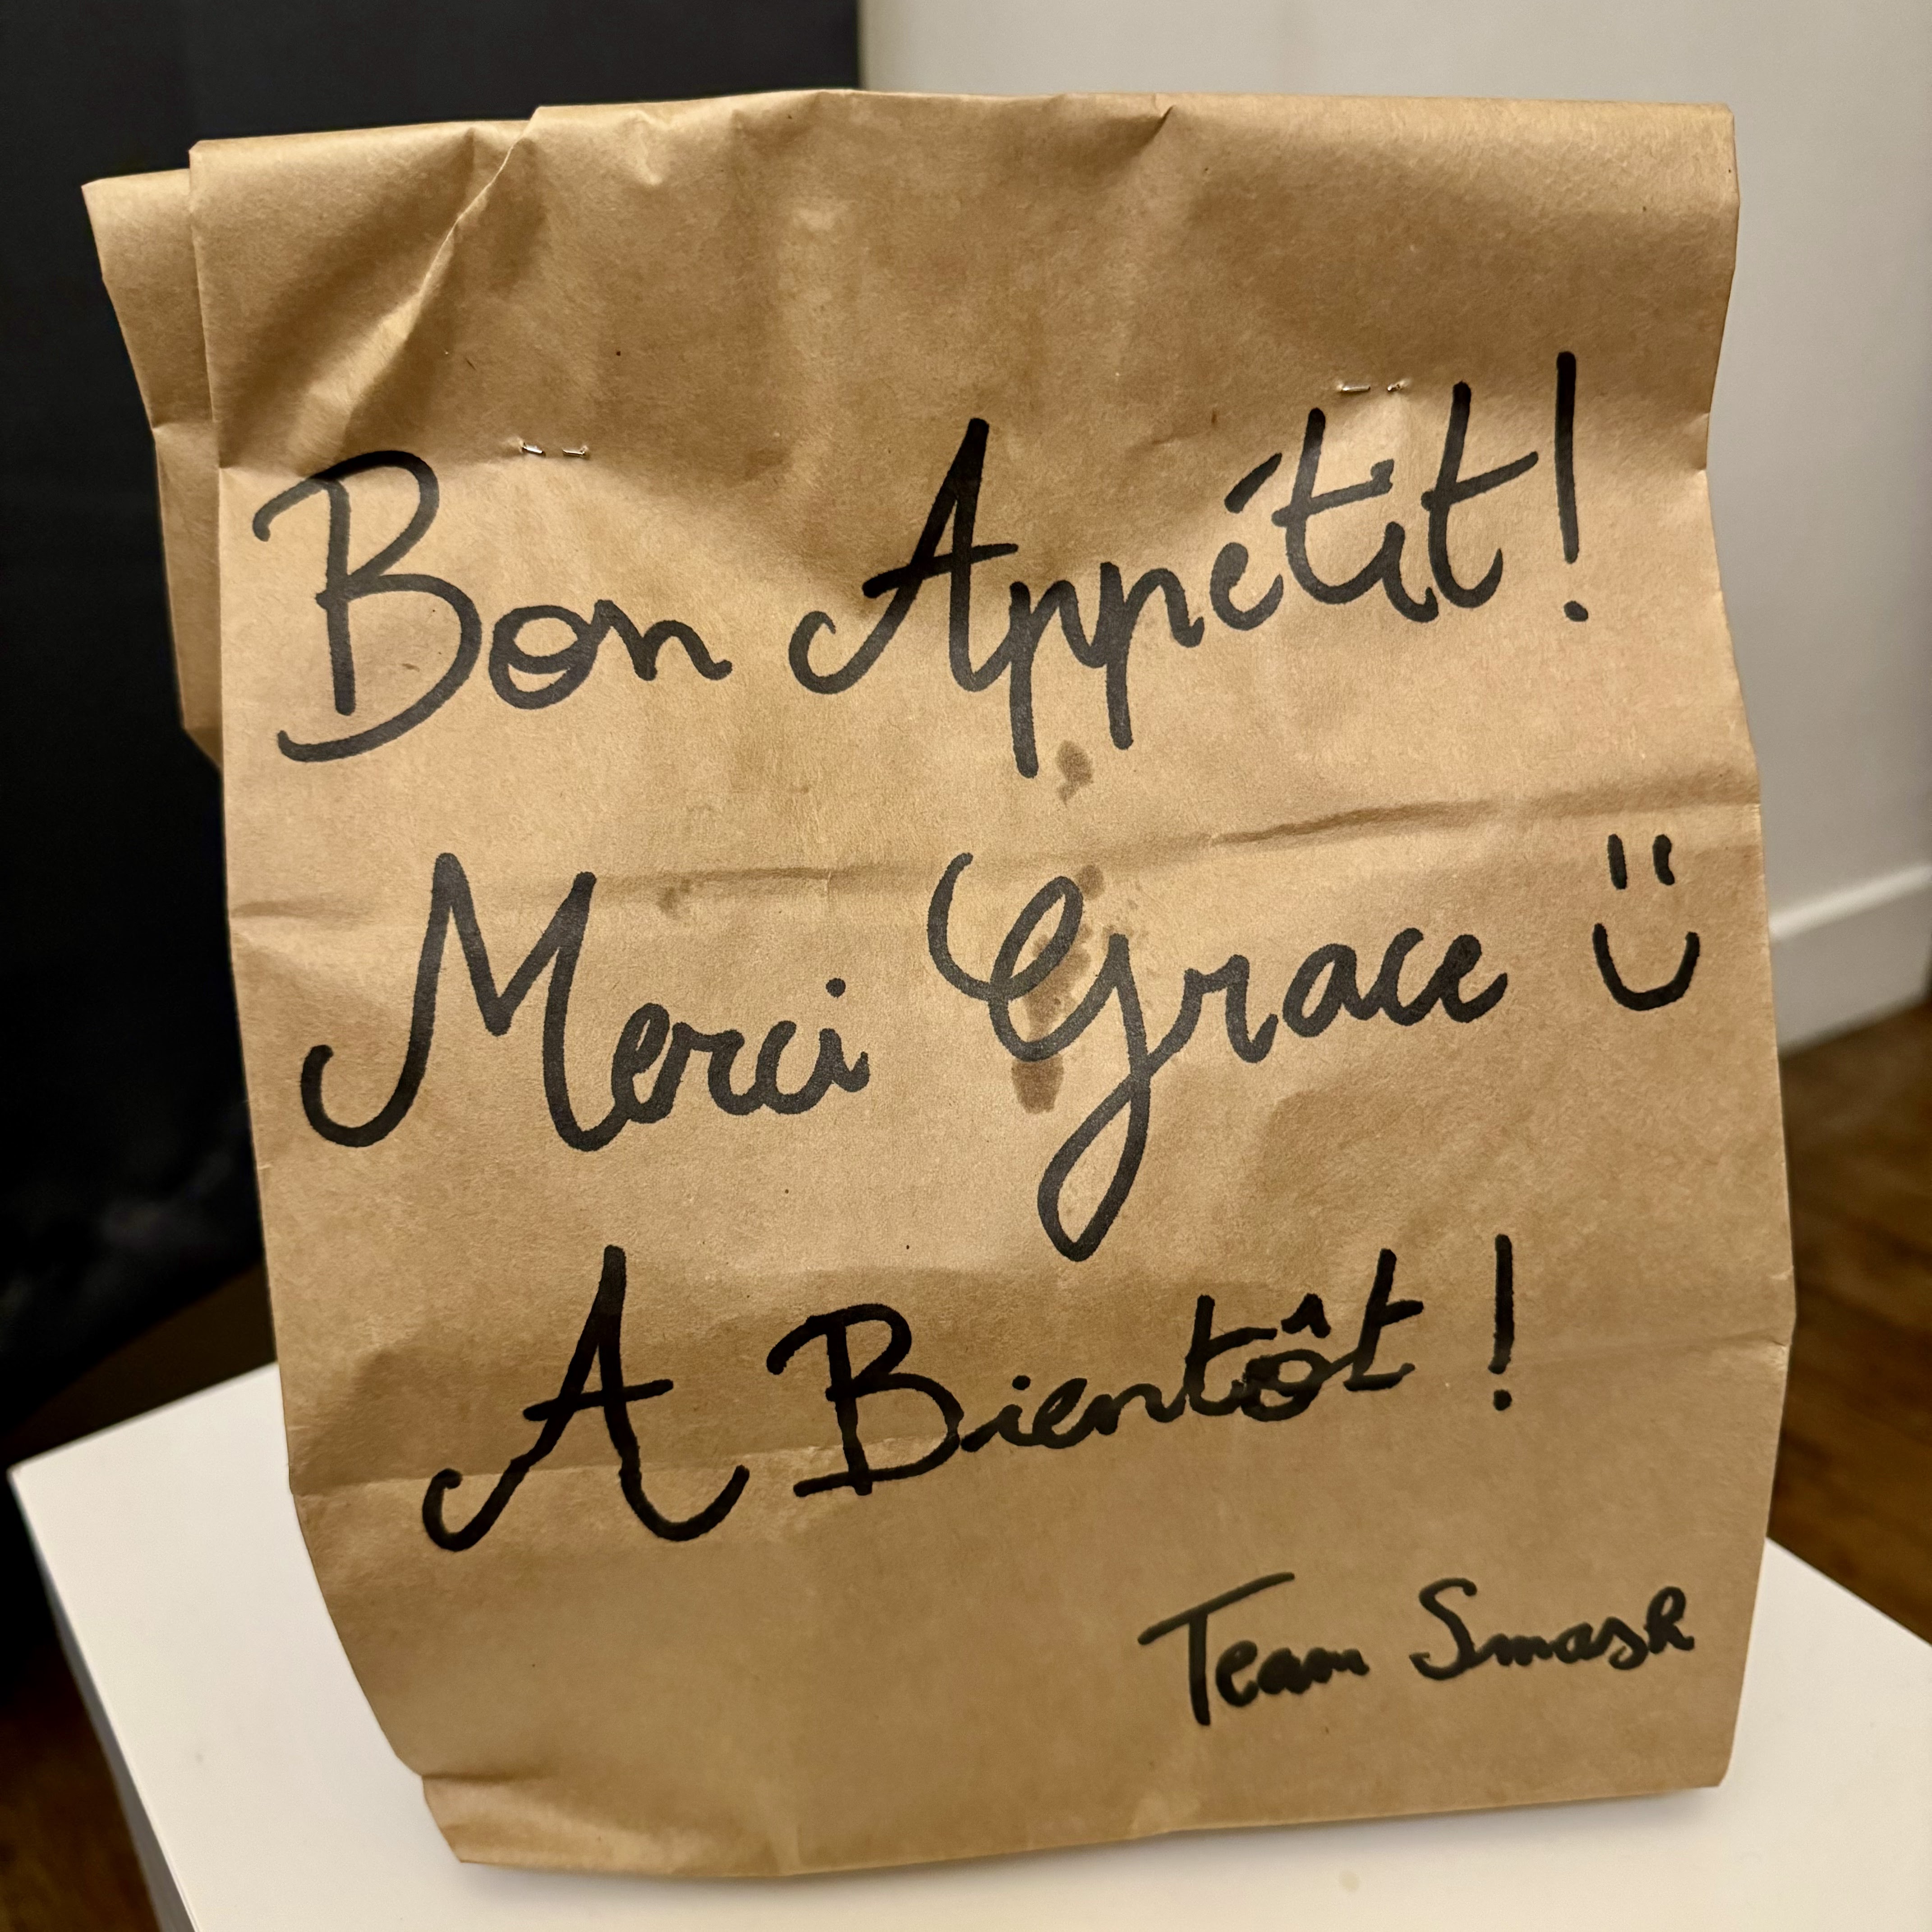 Bon Appétit!
Merci Grace
A Bientôt !
Team Smash